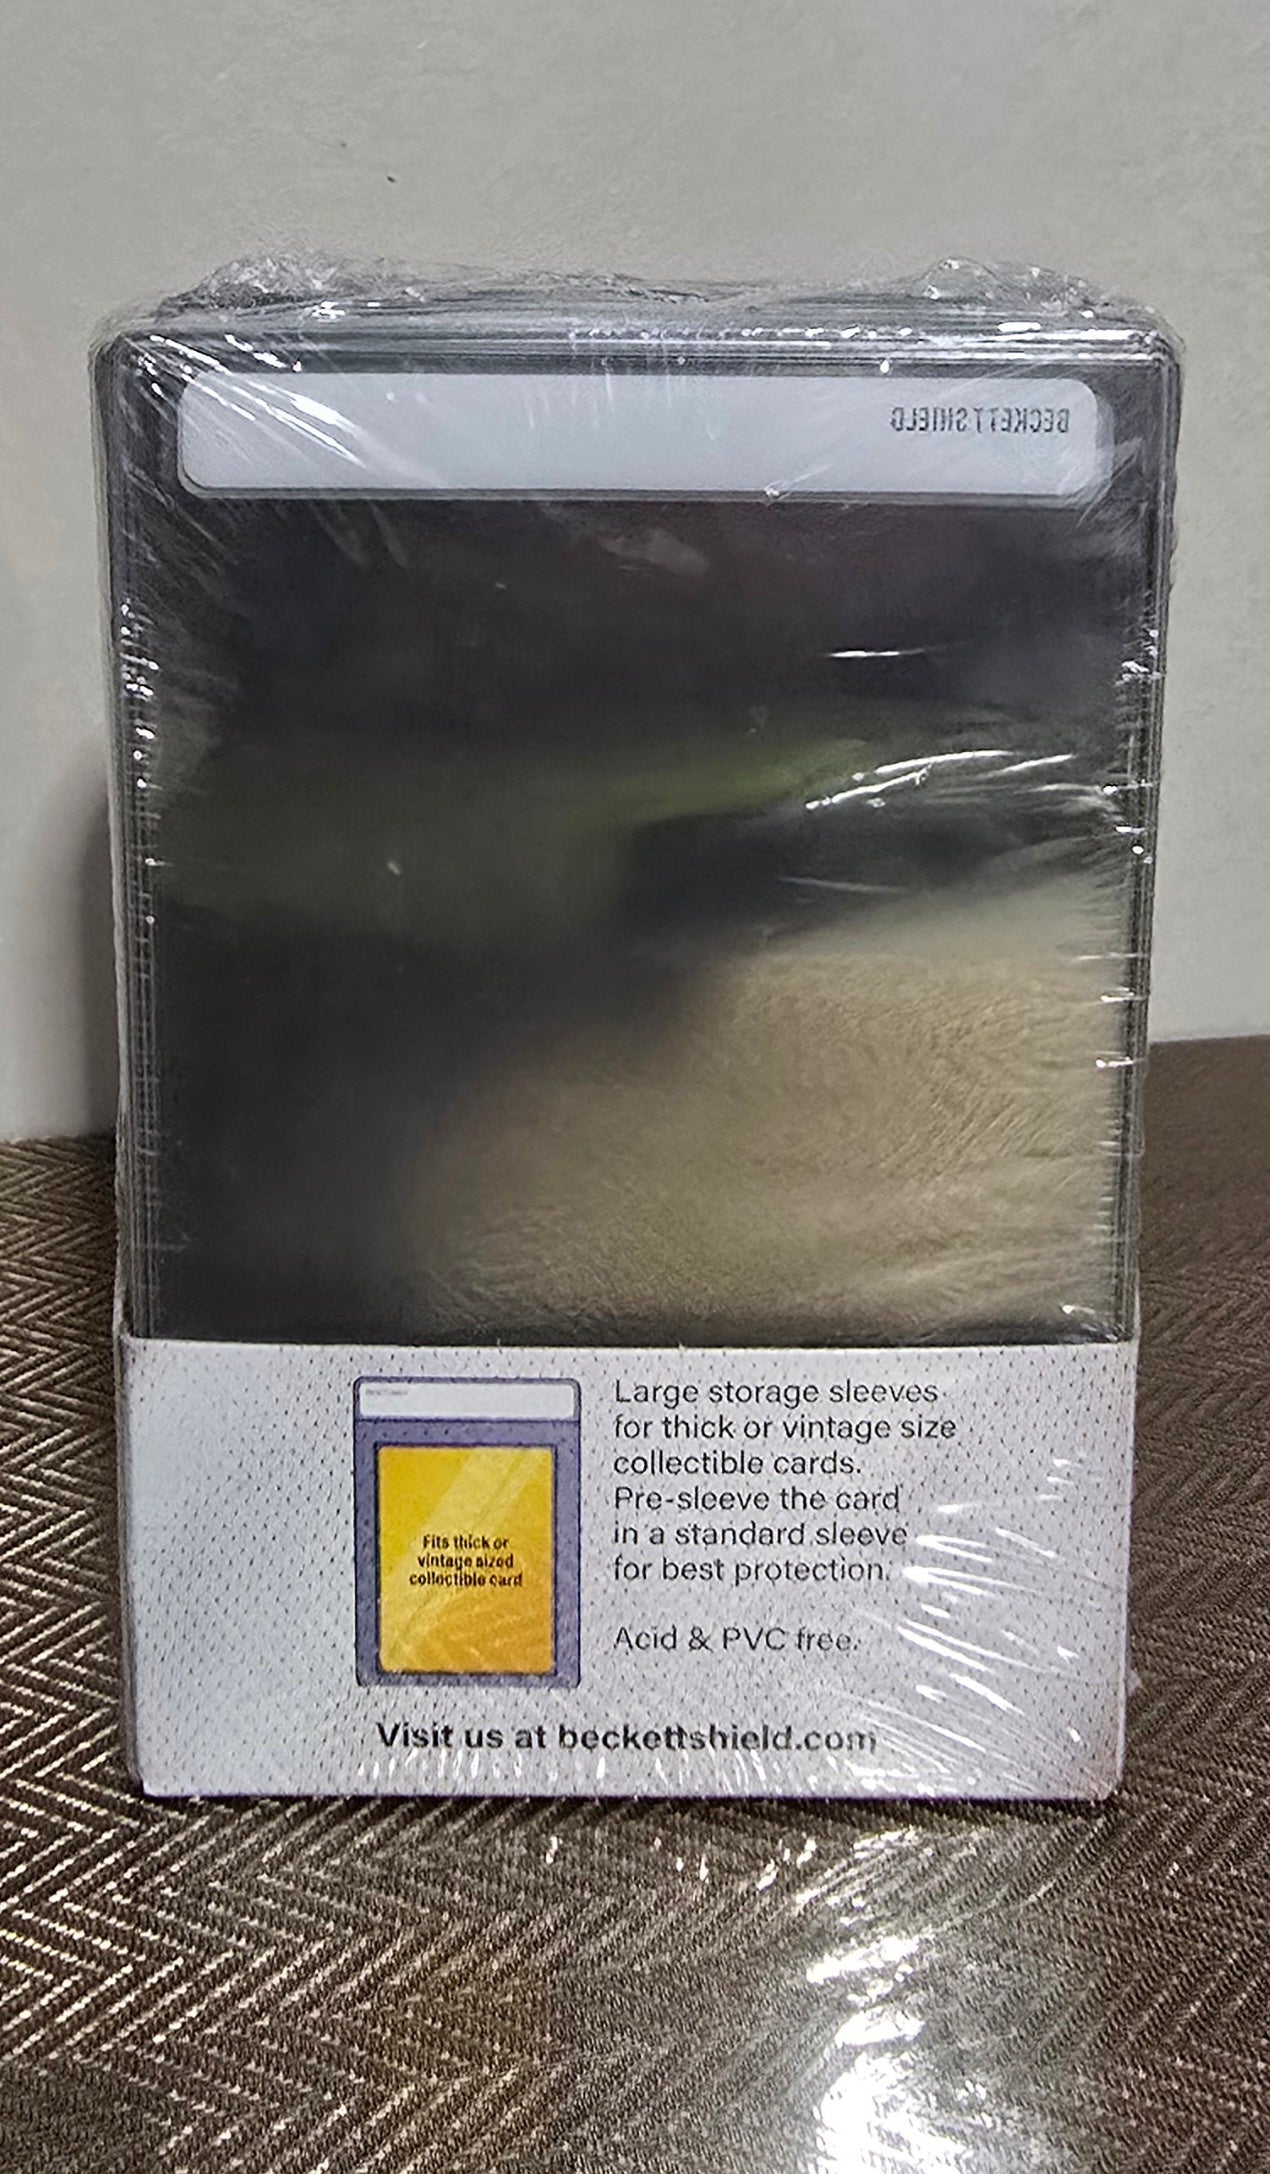 BECKETT SHIELD
Large storage sleeves
for thick or vintage size
collectible cards.
Pre-sleeve the card
in a standard sleeve
for best protection.
Acid & PVC free.
Fits thick or
vintage sized
collectible card
Visit us at beckettshield.com